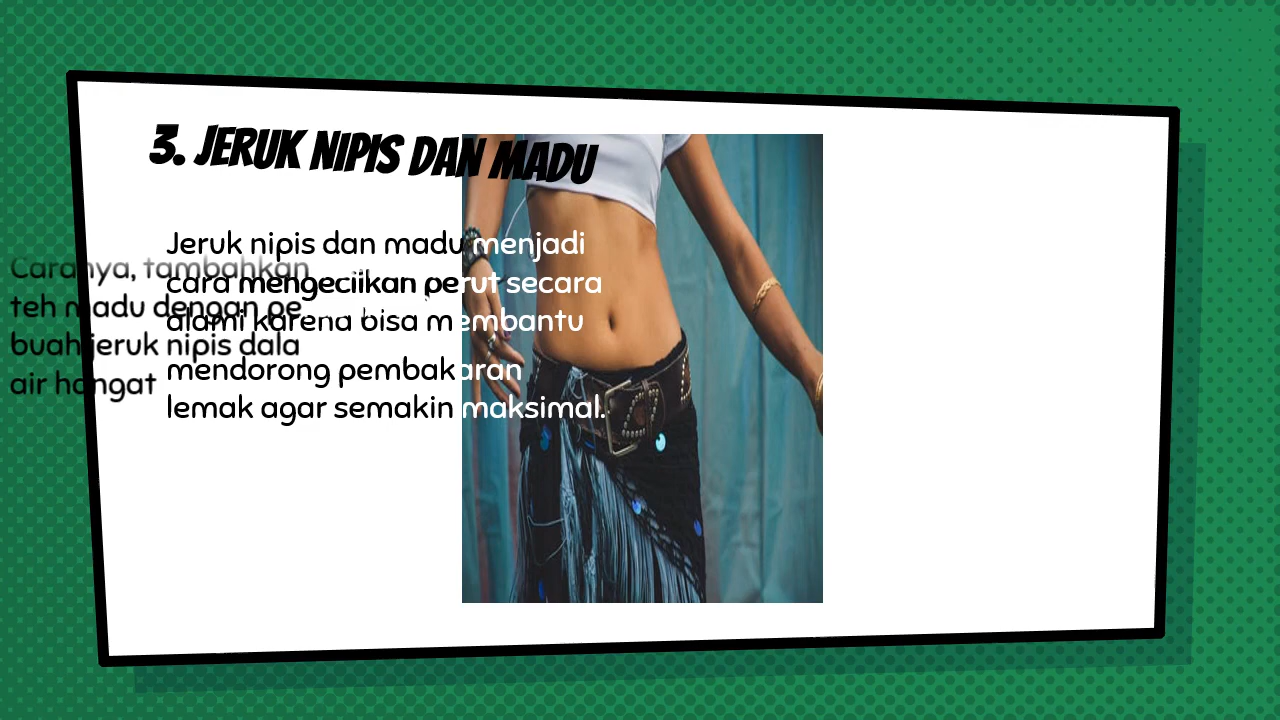 3. JERUK NIPIS DAN MADU
Jeruk nipis dan madu menjadi
cara mengecilkan perut secara
alami karena bisa membantu
mendorong pembakaran
lemak agar semakin maksimal.
Caranya, tambahkan
teh madu dengan pe
buah jeruk nipis dala
air hangat